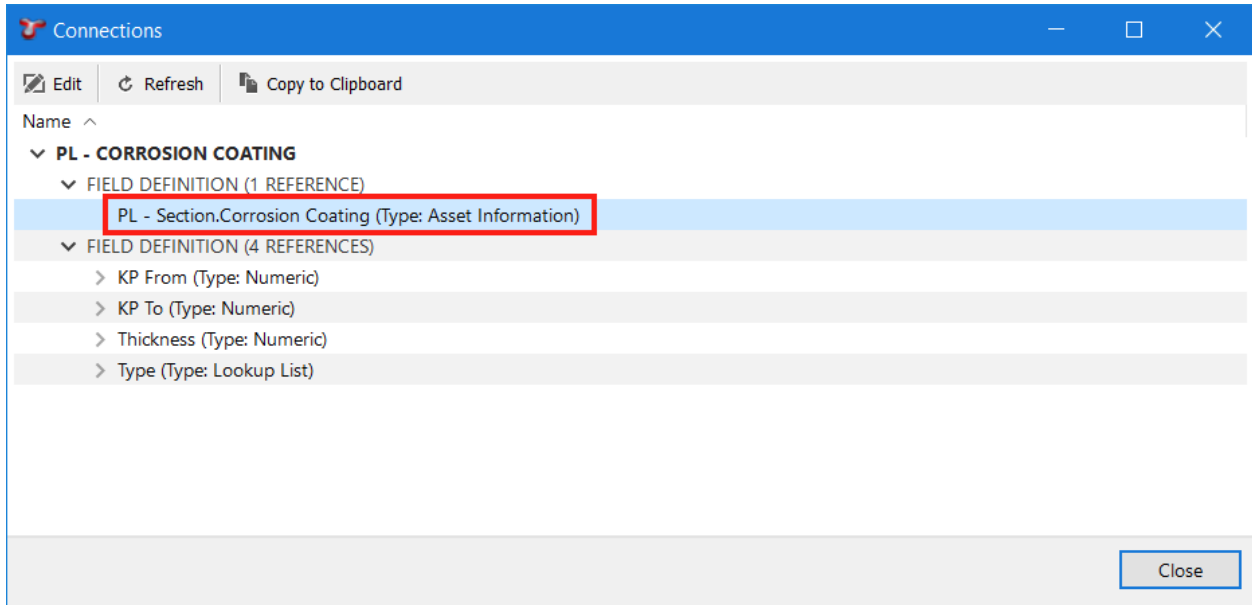 Connections
Edit Refresh Copy to Clipboard
Name
PL - CORROSION COATING
FIELD DEFINITION (1 REFERENCE)
PL - Section.Corrosion Coating (Type: Asset Information)
FIELD DEFINITION (4 REFERENCES)
KP From (Type: Numeric)
KP To (Type: Numeric)
Thickness (Type: Numeric)
Type (Type: Lookup List)
Close